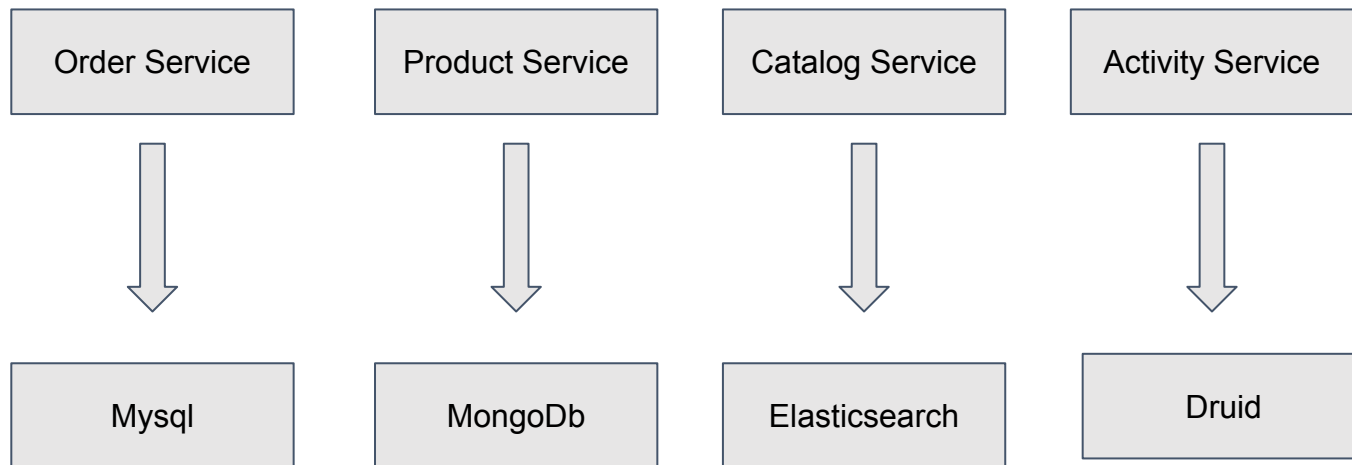 Order Service
Product Service
Catalog Service
Activity Service
Mysql
MongoDb
Elasticsearch
Druid